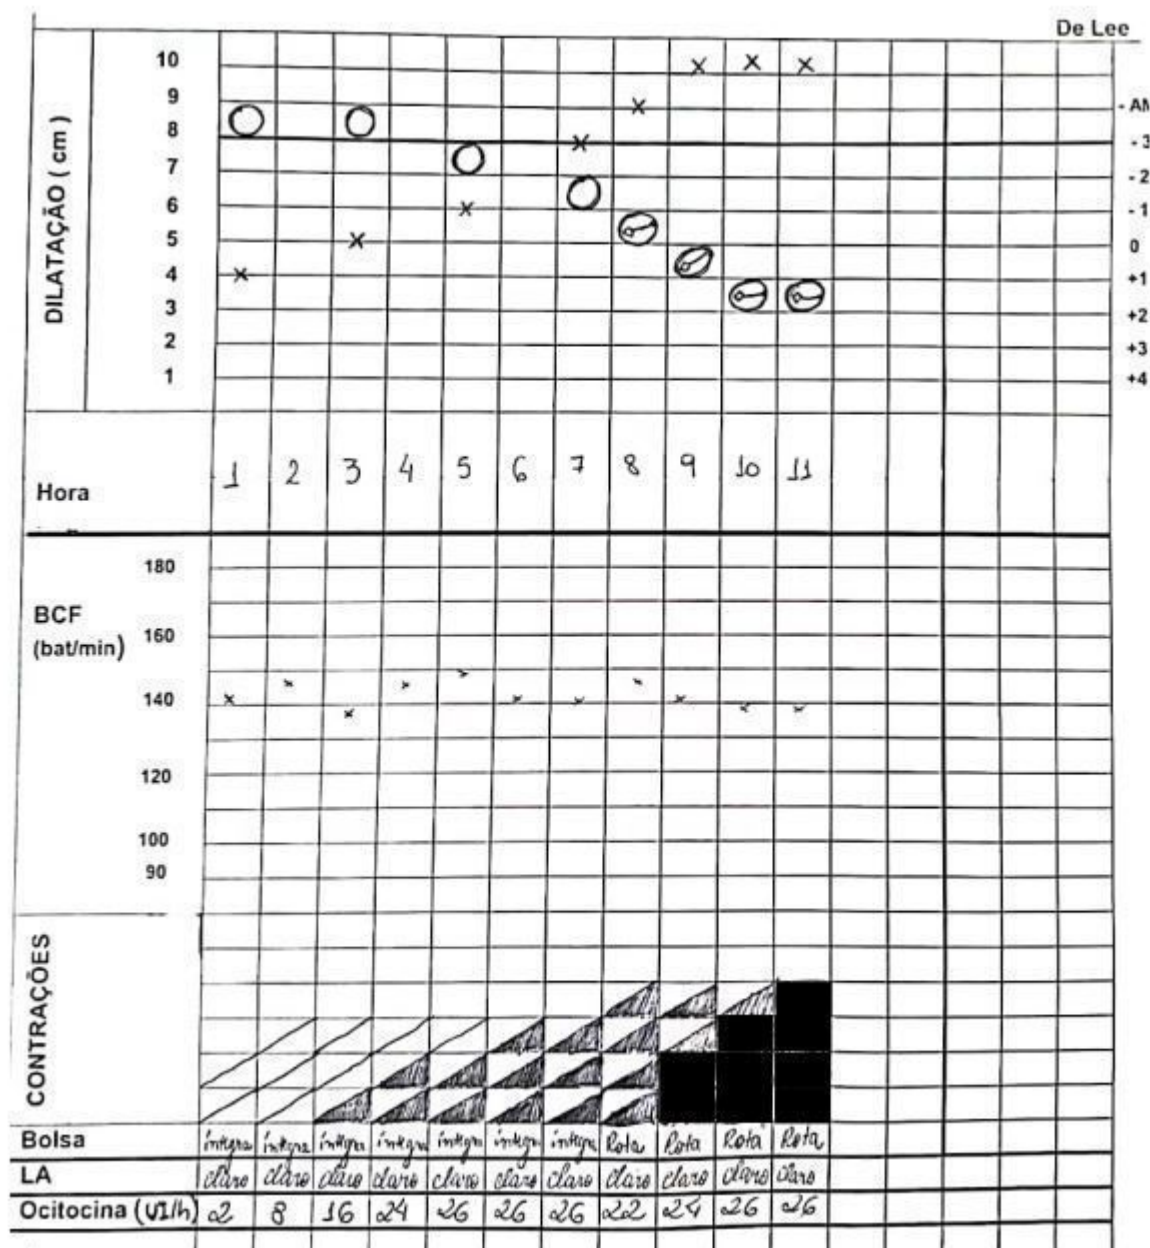 De Lee
DILATAÇÃO ( cm )
10
9
8
7
6
5
4
3
2
1
- AM
- 3
- 2
- 1
0
+1
+2
+3
+4
Hora 1 2 3 4 5 6 7 8 9 10 11
BCF
(bat/min)
180
160
140
120
100
90
CONTRAÇÕES
Bolsa íntegra íntegra íntegra íntegra íntegra íntegra íntegra Rota Rota Rota Rota
LA claro claro claro claro claro claro claro claro claro claro claro
Ocitocina (UI/h) 2 8 16 24 26 26 26 22 24 26 26